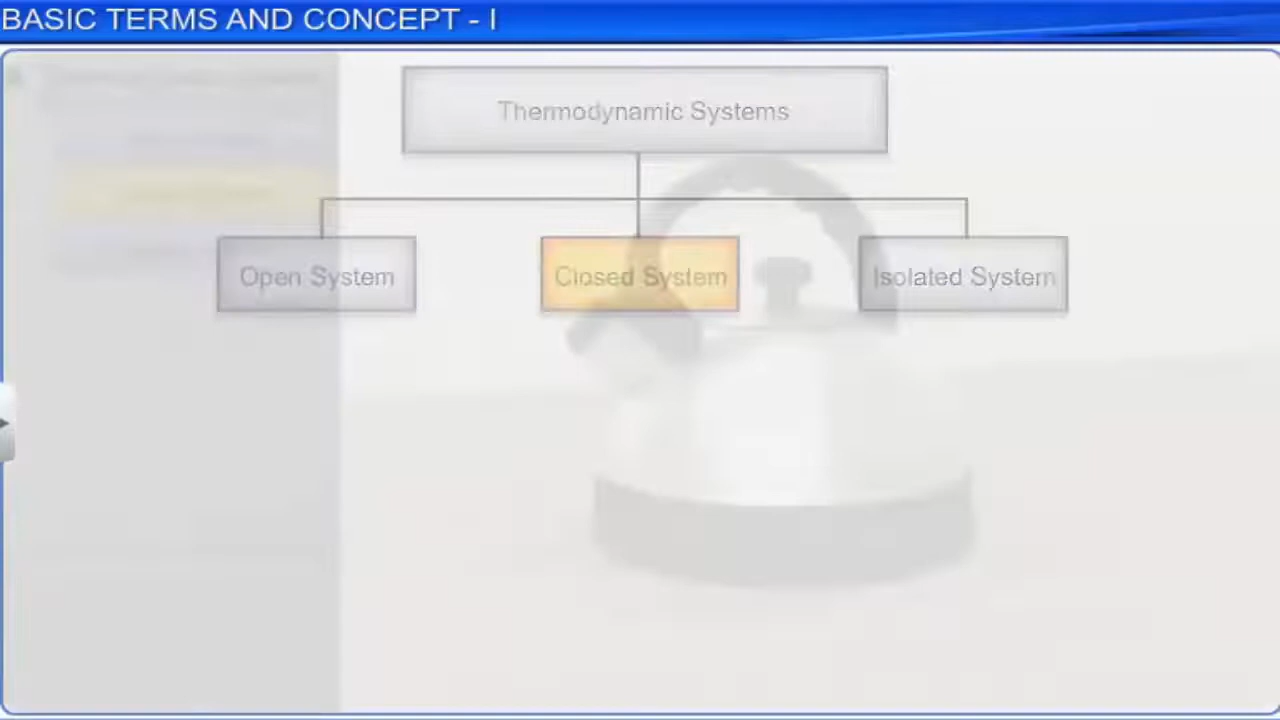 BASIC TERMS AND CONCEPT - I
Thermodynamic Systems
Open System
Closed System
Isolated System